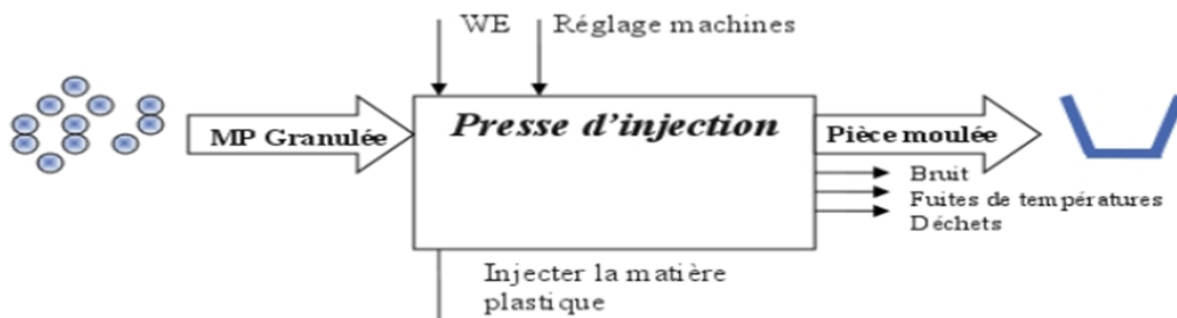 WE
Réglage machines
MP Granulée
Presse d'injection
Pièce moulée
Bruit
Fuites de températures
Déchets
Injecter la matière
plastique